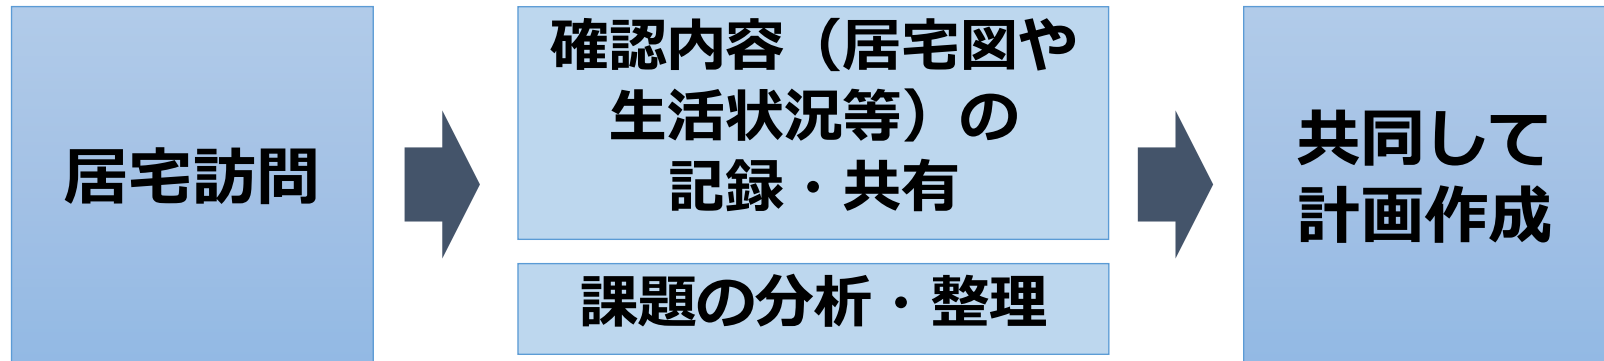 居宅訪問
確認内容（居宅図や
生活状況等）の
記録・共有
課題の分析・整理
共同して
計画作成